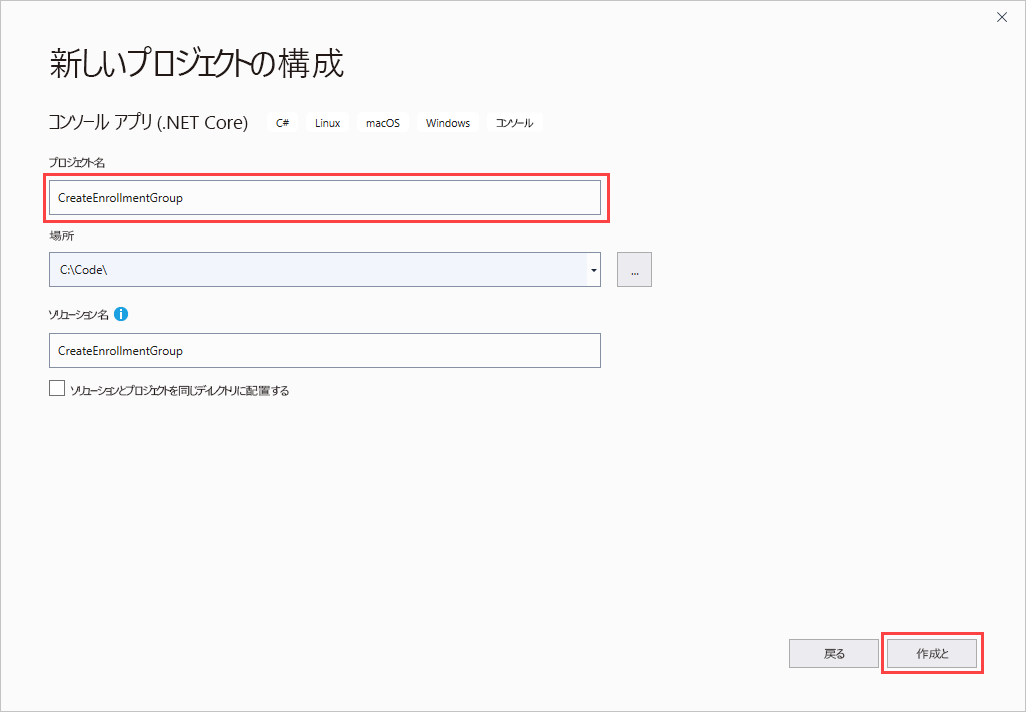 新しいプロジェクトの構成
コンソール アプリ (.NET Core) C# Linux macOS Windows コンソール
プロジェクト名
CreateEnrollmentGroup
場所
C:\Code\
...
ソリューション名
CreateEnrollmentGroup
ソリューションとプロジェクトを同じディレクトリに配置する
戻る 作成と